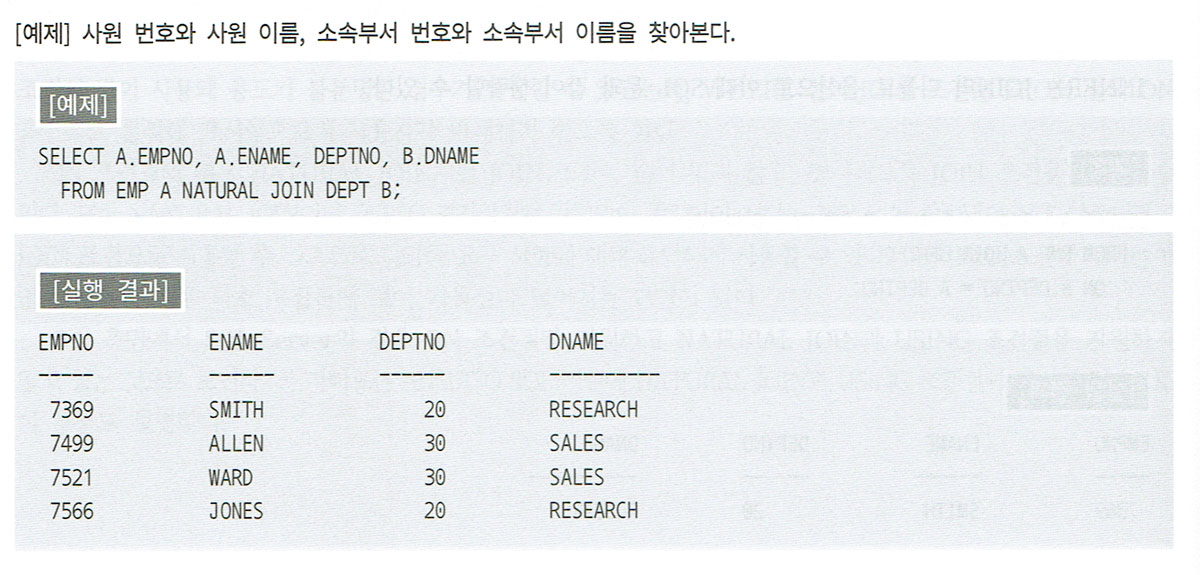 [예제] 사원 번호와 사원 이름, 소속부서 번호와 소속부서 이름을 찾아본다.
[예제]
SELECT A.EMPNO, A.ENAME, DEPTNO, B.DNAME
FROM EMP A NATURAL JOIN DEPT B;
[실행 결과]
EMPNO ENAME DEPTNO DNAME
----- ------ ------- ----------
7369 SMITH 20 RESEARCH
7499 ALLEN 30 SALES
7521 WARD 30 SALES
7566 JONES 20 RESEARCH